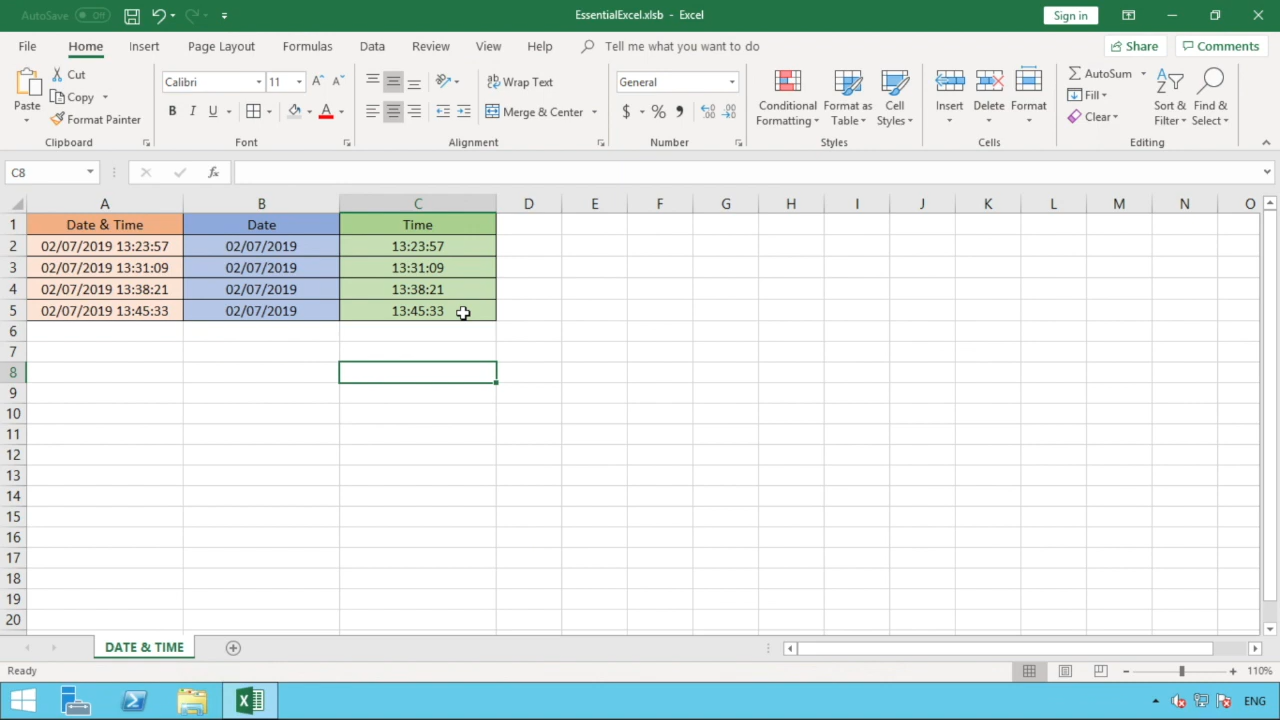 AutoSave Off
EssentialExcel.xlsb - Excel
Sign in
File Home Insert Page Layout Formulas Data Review View Help Tell me what you want to do Share Comments
Paste Cut Copy Format Painter Clipboard
Calibri 11 B I U A Font
Wrap Text Merge & Center Alignment
General $ % Number
Conditional Formatting Format as Table Cell Styles Styles
Insert Delete Format Cells
AutoSum Fill Clear Sort & Filter Find & Select Editing
C8 fx
A B C D E F G H I J K L M N O
1 Date & Time Date Time
2 02/07/2019 13:23:57 02/07/2019 13:23:57
3 02/07/2019 13:31:09 02/07/2019 13:31:09
4 02/07/2019 13:38:21 02/07/2019 13:38:21
5 02/07/2019 13:45:33 02/07/2019 13:45:33
6
7
8
9
10
11
12
13
14
15
16
17
18
19
20
DATE & TIME
Ready 110%
ENG